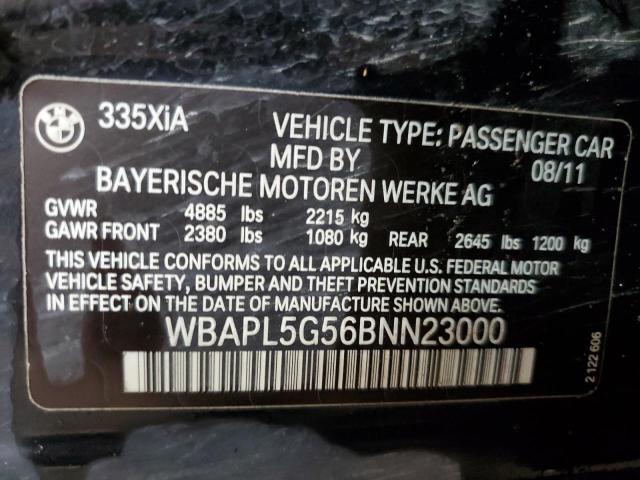 BMW
335XiA
VEHICLE TYPE: PASSENGER CAR
MFD BY 08/11
BAYERISCHE MOTOREN WERKE AG
GVWR 4885 lbs 2215 kg
GAWR FRONT 2380 lbs 1080 kg REAR 2645 lbs 1200 kg
THIS VEHICLE CONFORMS TO ALL APPLICABLE U.S. FEDERAL MOTOR
VEHICLE SAFETY, BUMPER AND THEFT PREVENTION STANDARDS
IN EFFECT ON THE DATE OF MANUFACTURE SHOWN ABOVE.
WBAPL5G56BNN23000
2 122 606